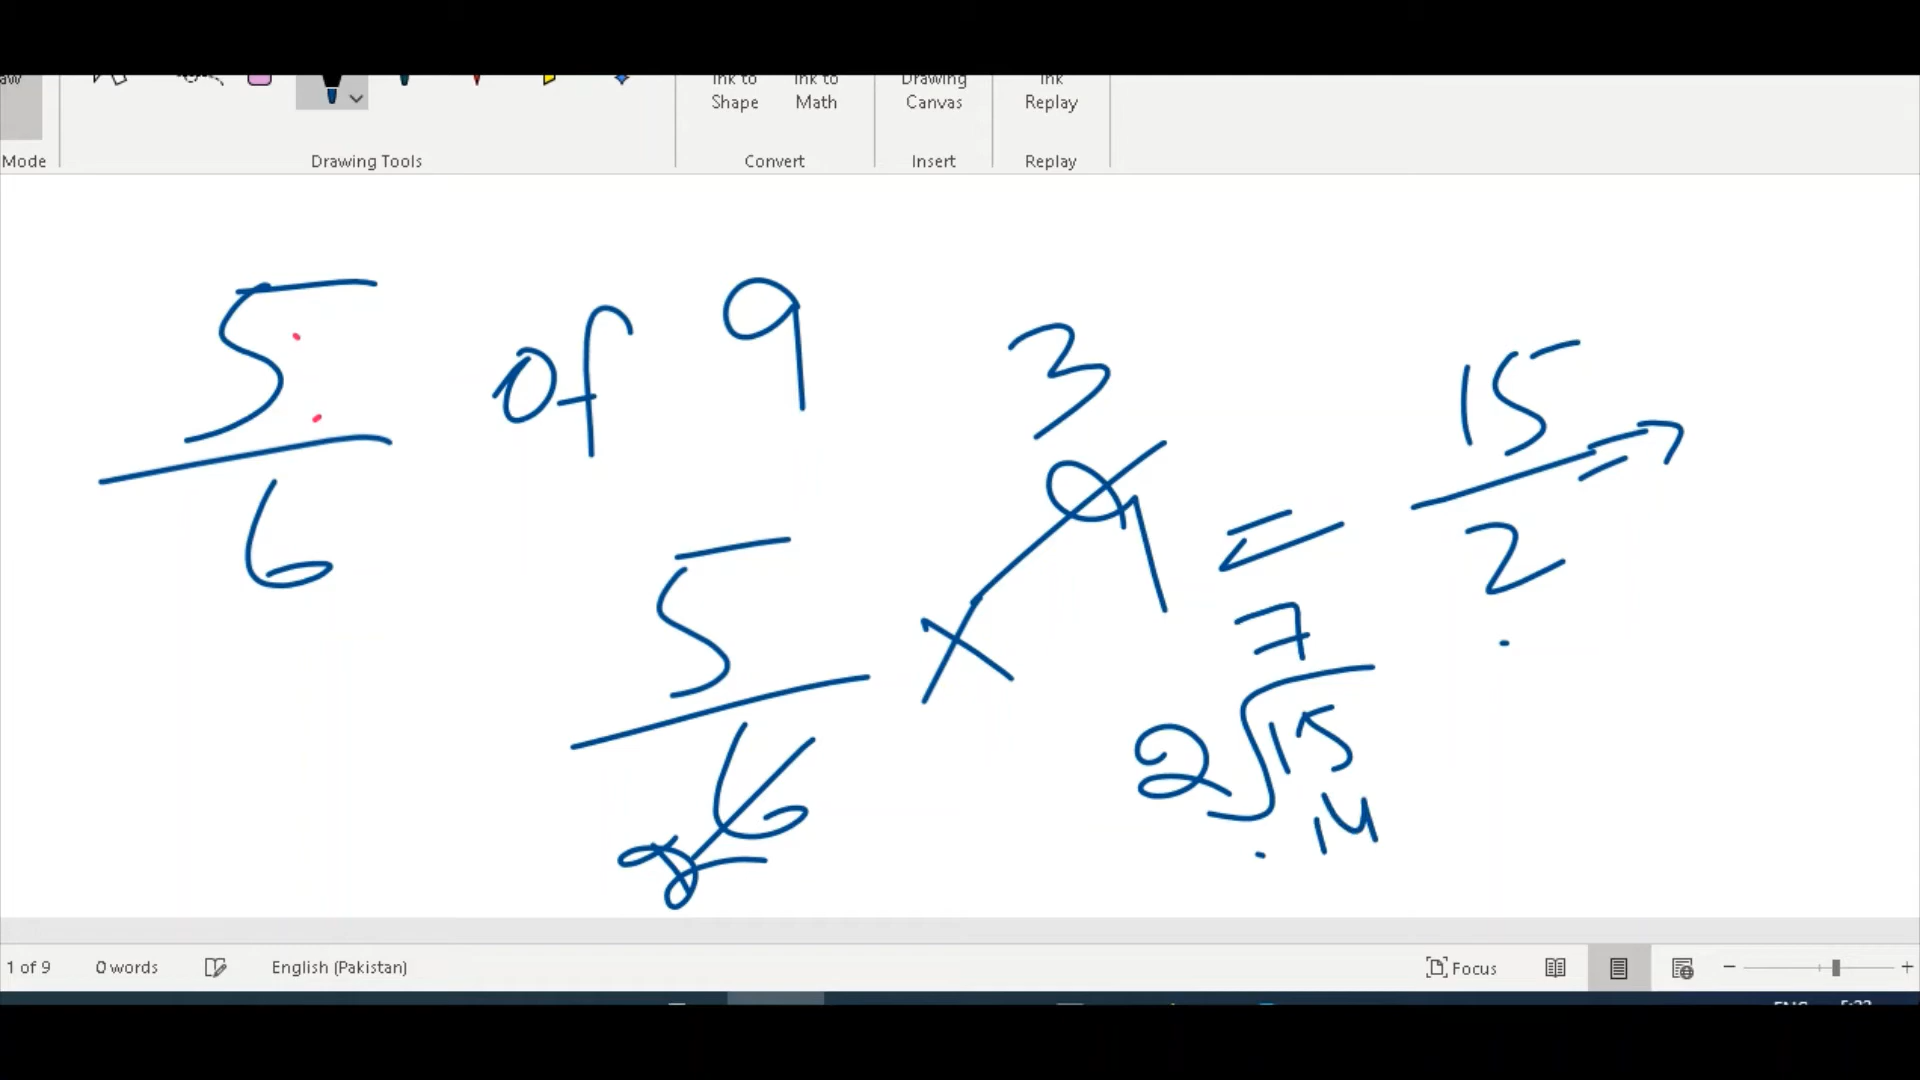 Ink to Shape
Ink to Math
Drawing Canvas
Ink Replay
Mode
Drawing Tools
Convert
Insert
Replay
5/6 of 9
5/6 × 9 = 15/2
3
2
7
2√15
14
1 of 9
0 words
English (Pakistan)
Focus